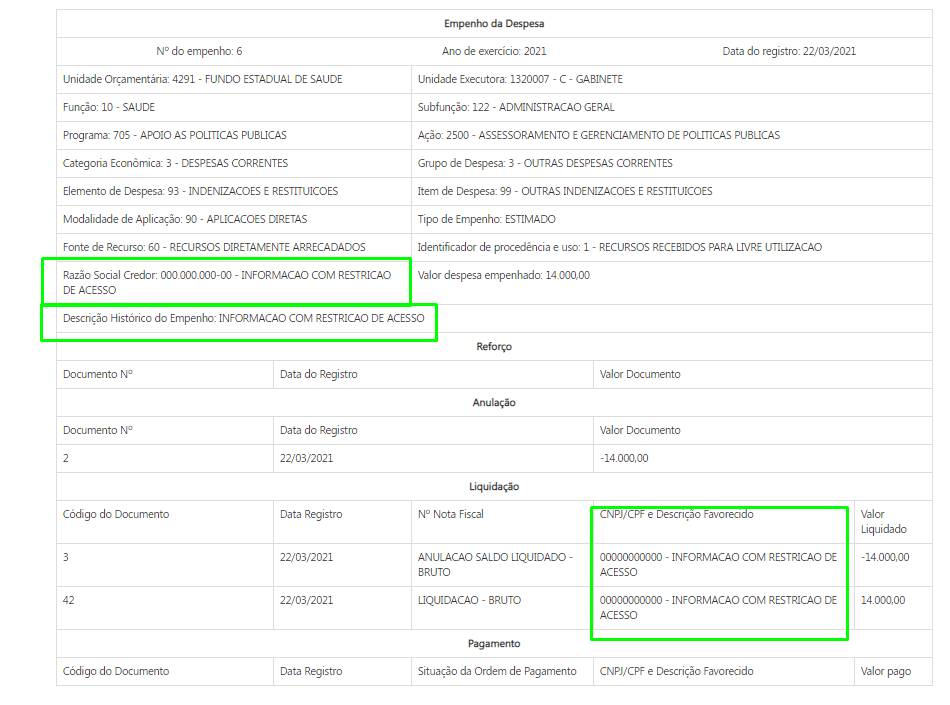 Empenho da Despesa
Nº do empenho: 6 Ano de exercício: 2021 Data do registro: 22/03/2021
Unidade Orçamentária: 4291 - FUNDO ESTADUAL DE SAUDE Unidade Executora: 1320007 - C - GABINETE
Função: 10 - SAUDE Subfunção: 122 - ADMINISTRACAO GERAL
Programa: 705 - APOIO AS POLITICAS PUBLICAS Ação: 2500 - ASSESSORAMENTO E GERENCIAMENTO DE POLITICAS PUBLICAS
Categoria Econômica: 3 - DESPESAS CORRENTES Grupo de Despesa: 3 - OUTRAS DESPESAS CORRENTES
Elemento de Despesa: 93 - INDENIZACOES E RESTITUICOES Item de Despesa: 99 - OUTRAS INDENIZACOES E RESTITUICOES
Modalidade de Aplicação: 90 - APLICACOES DIRETAS Tipo de Empenho: ESTIMADO
Fonte de Recurso: 60 - RECURSOS DIRETAMENTE ARRECADADOS Identificador de procedência e uso: 1 - RECURSOS RECEBIDOS PARA LIVRE UTILIZACAO
Razão Social Credor: 000.000.000-00 - INFORMACAO COM RESTRICAO
DE ACESSO
Valor despesa empenhado: 14.000,00
Descrição Histórico do Empenho: INFORMACAO COM RESTRICAO DE ACESSO
Reforço
Documento Nº Data do Registro Valor Documento
Anulação
Documento Nº Data do Registro Valor Documento
2 22/03/2021 -14.000,00
Liquidação
Código do Documento Data Registro Nº Nota Fiscal CNPJ/CPF e Descrição Favorecido Valor
Liquidado
3 22/03/2021 ANULACAO SALDO LIQUIDADO - 00000000000 - INFORMACAO COM RESTRICAO DE -14.000,00
BRUTO ACESSO
42 22/03/2021 LIQUIDACAO - BRUTO 00000000000 - INFORMACAO COM RESTRICAO DE 14.000,00
ACESSO
Pagamento
Código do Documento Data Registro Situação da Ordem de Pagamento CNPJ/CPF e Descrição Favorecido Valor pago